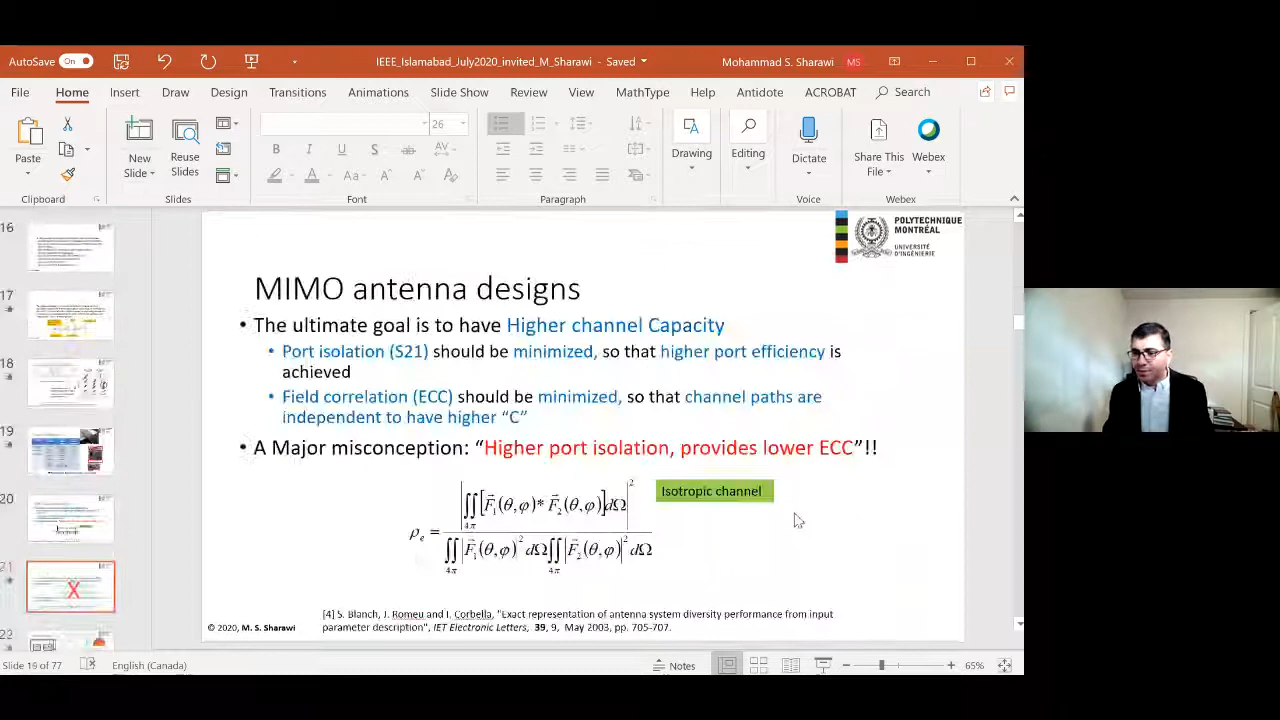 AutoSave On IEEE_Islamabad_July2020_invited_M_Sharawi - Saved Mohammad S. Sharawi MS
File Home Insert Draw Design Transitions Animations Slide Show Review View MathType Help Antidote ACROBAT Search
26
Paste New Slide Reuse Slides Drawing Editing Dictate Share This File Webex
Clipboard Slides Font Paragraph Voice Webex
16
17
18
19
20
21
22
POLYTECHNIQUE
MONTRÉAL
UNIVERSITÉ
D'INGÉNIERIE
MIMO antenna designs
• The ultimate goal is to have Higher channel Capacity
• Port isolation (S21) should be minimized, so that higher port efficiency is
achieved
• Field correlation (ECC) should be minimized, so that channel paths are
independent to have higher “C”
• A Major misconception: “Higher port isolation, provides lower ECC”!!
Isotropic channel
[4] S. Blanch, J. Romeu and I. Corbella, "Exact representation of antenna system diversity performance from input
parameter description", IET Electronic Letters, 39, 9, May 2003, pp. 705-707.
© 2020, M. S. Sharawi
Slide 19 of 77 English (Canada) Notes 65%